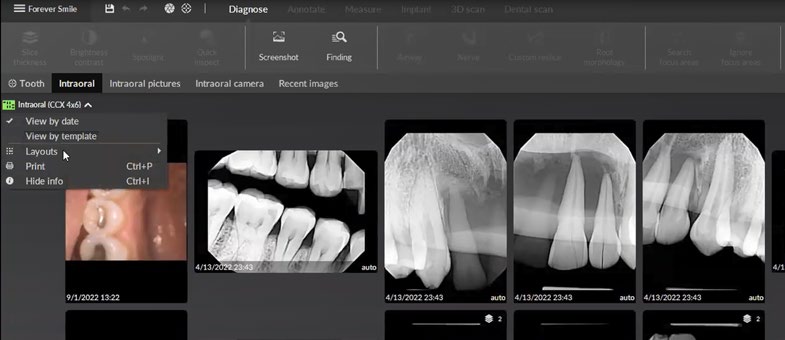 Forever Smile
Diagnose Annotate Measure Implant 3D scan Dental scan
Slice thickness
Brightness contrast
Spotlight
Quick inspect
Screenshot
Finding
Airway
Nerve
Custom slice
Root morphology
Search focus areas
Ignore focus areas
Tooth Intraoral Intraoral pictures Intraoral camera Recent images
Intraoral (CCX 4x6)
View by date
View by template
Layouts
Print Ctrl+P
Hide info Ctrl+I
4/13/2022 23:43 auto
9/1/2022 13:22
4/13/2022 23:43 auto
4/13/2022 23:43 auto
4/13/2022 23:43 auto
2
2